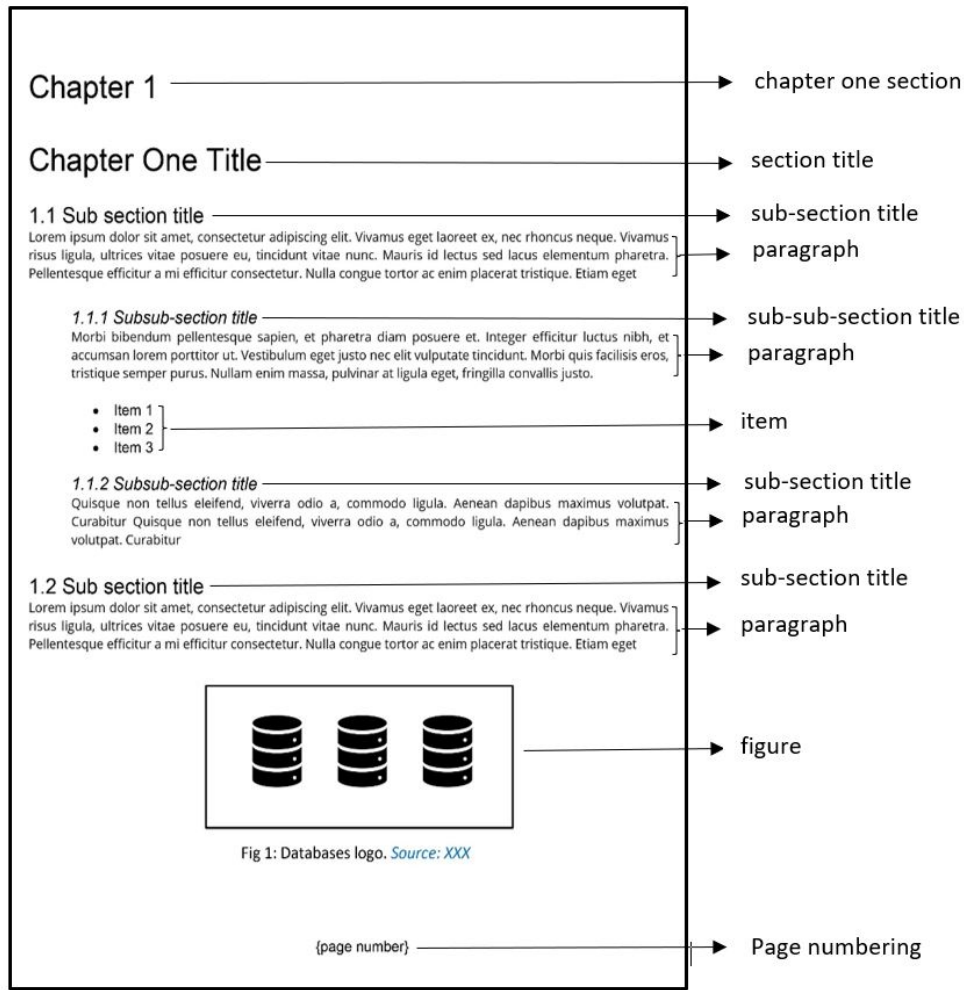 Chapter 1
chapter one section
Chapter One Title
section title
1.1 Sub section title
sub-section title
Lorem ipsum dolor sit amet, consectetur adipiscing elit. Vivamus eget laoreet ex, nec rhoncus neque. Vivamus
risus ligula, ultrices vitae posuere eu, tincidunt vitae nunc. Mauris id lectus sed lacus elementum pharetra.
Pellentesque efficitur a mi efficitur consectetur. Nulla congue tortor ac enim placerat tristique. Etiam eget
paragraph
1.1.1 Subsub-section title
sub-sub-section title
Morbi bibendum pellentesque sapien, et pharetra diam posuere et. Integer efficitur luctus nibh, et
accumsan lorem porttitor ut. Vestibulum eget justo nec elit vulputate tincidunt. Morbi quis facilisis eros,
tristique semper purus. Nullam enim massa, pulvinar at ligula eget, fringilla convallis justo.
paragraph
• Item 1
• Item 2
• Item 3
item
1.1.2 Subsub-section title
sub-section title
Quisque non tellus eleifend, viverra odio a, commodo ligula. Aenean dapibus maximus volutpat.
Curabitur Quisque non tellus eleifend, viverra odio a, commodo ligula. Aenean dapibus maximus
volutpat. Curabitur
paragraph
1.2 Sub section title
sub-section title
Lorem ipsum dolor sit amet, consectetur adipiscing elit. Vivamus eget laoreet ex, nec rhoncus neque. Vivamus
risus ligula, ultrices vitae posuere eu, tincidunt vitae nunc. Mauris id lectus sed lacus elementum pharetra.
Pellentesque efficitur a mi efficitur consectetur. Nulla congue tortor ac enim placerat tristique. Etiam eget
paragraph
figure
Fig 1: Databases logo. Source: XXX
{page number}
Page numbering